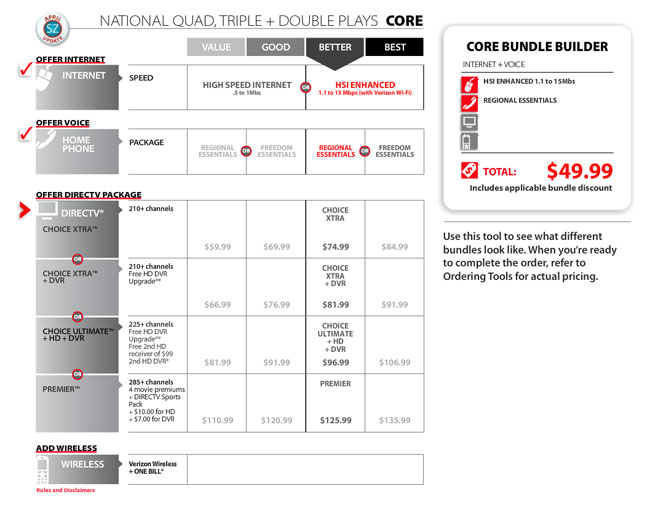 APRIL
SZ
UPDATE
NATIONAL QUAD, TRIPLE + DOUBLE PLAYS CORE
VALUE GOOD BETTER BEST
OFFER INTERNET
INTERNET
SPEED
HIGH SPEED INTERNET
.5 to 1Mbs
OR
HSI ENHANCED
1.1 to 15 Mbps (with Verizon Wi-Fi)
OFFER VOICE
HOME
PHONE
PACKAGE
REGIONAL
ESSENTIALS
OR
FREEDOM
ESSENTIALS
REGIONAL
ESSENTIALS
OR
FREEDOM
ESSENTIALS
OFFER DIRECTV PACKAGE
DIRECTV®
CHOICE XTRA™
210+ channels
CHOICE
XTRA
$59.99 $69.99 $74.99 $84.99
OR
CHOICE XTRA™
+ DVR
210+ channels
Free HD DVR
Upgrade**
CHOICE
XTRA
+ DVR
$66.99 $76.99 $81.99 $91.99
OR
CHOICE ULTIMATE™
+ HD + DVR
225+ channels
Free HD DVR
Upgrade**
Free 2nd HD
receiver of $99
2nd HD DVR*
CHOICE
ULTIMATE
+ HD
+ DVR
$81.99 $91.99 $96.99 $106.99
OR
PREMIER™
285+ channels
4 movie premiums
+ DIRECTV Sports
Pack
+ $10.00 for HD
+ $7.00 for DVR
PREMIER
$110.99 $120.99 $125.99 $135.99
ADD WIRELESS
WIRELESS
Verizon Wireless
+ ONE BILL*
Rules and Disclaimers
CORE BUNDLE BUILDER
INTERNET + VOICE
HSI ENHANCED 1.1 to 15Mbs
REGIONAL ESSENTIALS
TOTAL: $49.99
Includes applicable bundle discount
Use this tool to see what different
bundles look like. When you're ready
to complete the order, refer to
Ordering Tools for actual pricing.